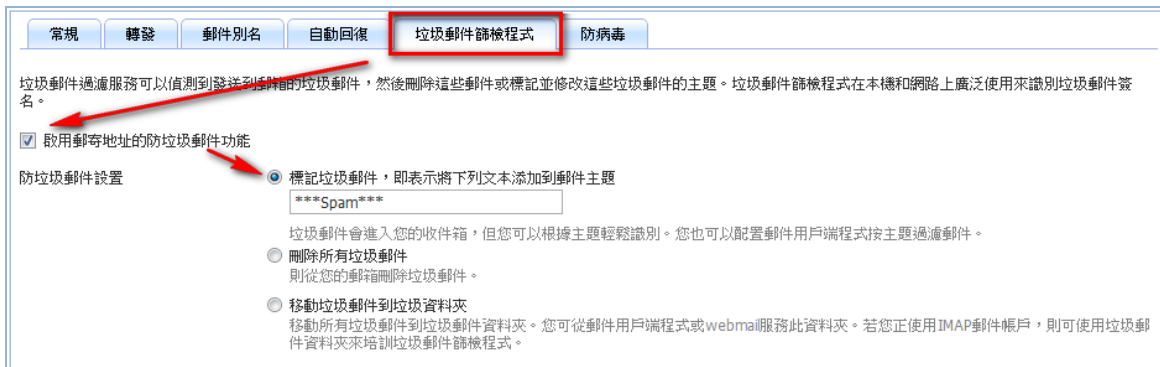 常規 轉發 郵件別名 自動回復 垃圾郵件篩檢程式 防病毒
垃圾郵件過濾服務可以偵測到發送到郵箱的垃圾郵件，然後刪除這些郵件或標記並修改這些垃圾郵件的主題。垃圾郵件篩檢程式在本機和網路上廣泛使用來識別垃圾郵件簽
名。
啟用郵寄地址的防垃圾郵件功能
防垃圾郵件設置 標記垃圾郵件，即表示將下列文本添加到郵件主題
***Spam***
垃圾郵件會進入您的收件箱，但您可以根據主題輕鬆識別。您也可以配置郵件用戶端程式按主題過濾郵件。
刪除所有垃圾郵件
則從您的郵箱刪除垃圾郵件。
移動垃圾郵件到垃圾資料夾
移動所有垃圾郵件到垃圾郵件資料夾。您可從郵件用戶端程式或webmail服務此資料夾。若您正使用IMAP郵件帳戶，則可使用垃圾郵
件資料夾來培訓垃圾郵件篩檢程式。